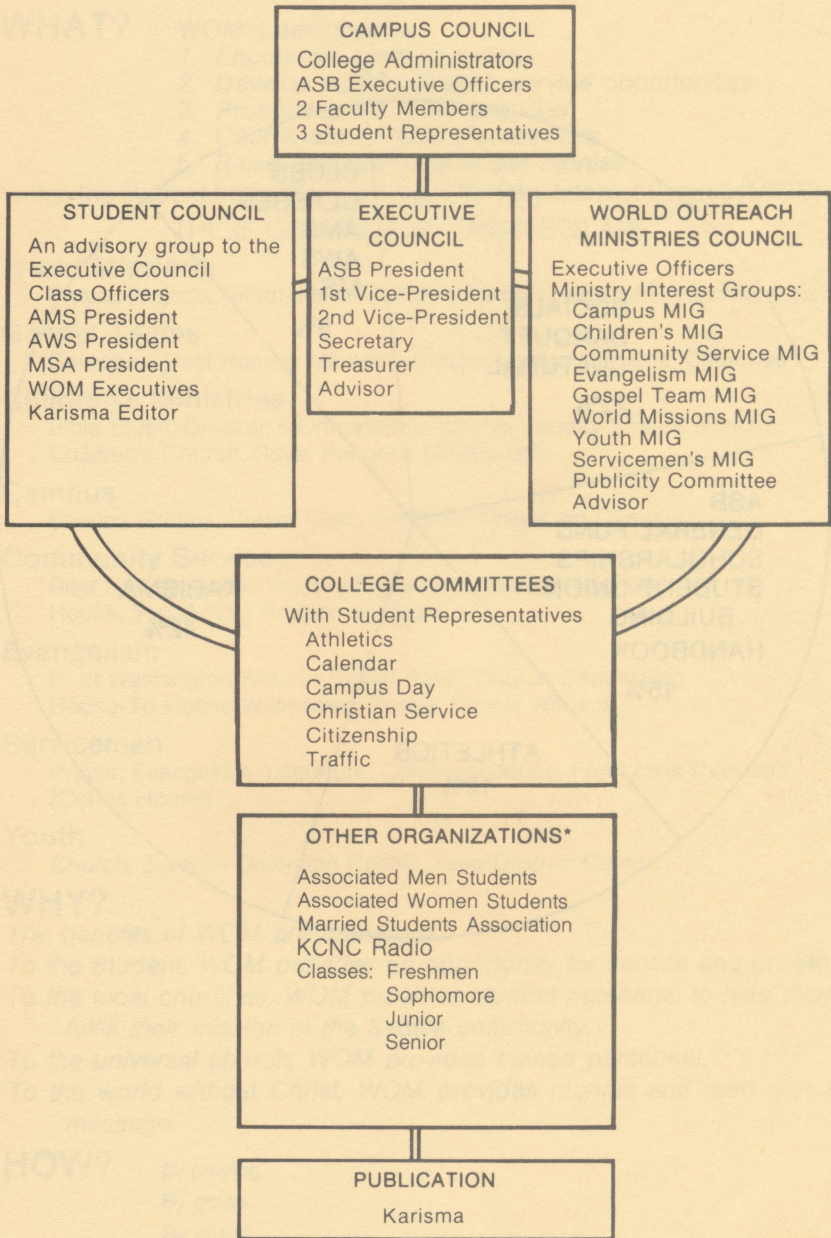 CAMPUS COUNCIL
College Administrators
ASB Executive Officers
2 Faculty Members
3 Student Representatives
STUDENT COUNCIL
An advisory group to the
Executive Council
Class Officers
AMS President
AWS President
MSA President
WOM Executives
Karisma Editor
EXECUTIVE
COUNCIL
ASB President
1st Vice-President
2nd Vice-President
Secretary
Treasurer
Advisor
WORLD OUTREACH
MINISTRIES COUNCIL
Executive Officers
Ministry Interest Groups:
Campus MIG
Children's MIG
Community Service MIG
Evangelism MIG
Gospel Team MIG
World Missions MIG
Youth MIG
Servicemen's MIG
Publicity Committee
Advisor
COLLEGE COMMITTEES
With Student Representatives
Athletics
Calendar
Campus Day
Christian Service
Citizenship
Traffic
OTHER ORGANIZATIONS*
Associated Men Students
Associated Women Students
Married Students Association
KCNC Radio
Classes: Freshmen
Sophomore
Junior
Senior
PUBLICATION
Karisma